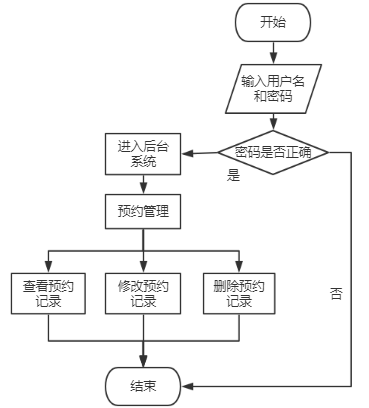 开始
输入用户名
和密码
密码是否正确
进入后台
系统
是
预约管理
查看预约
记录
修改预约
记录
删除预约
记录
否
结束